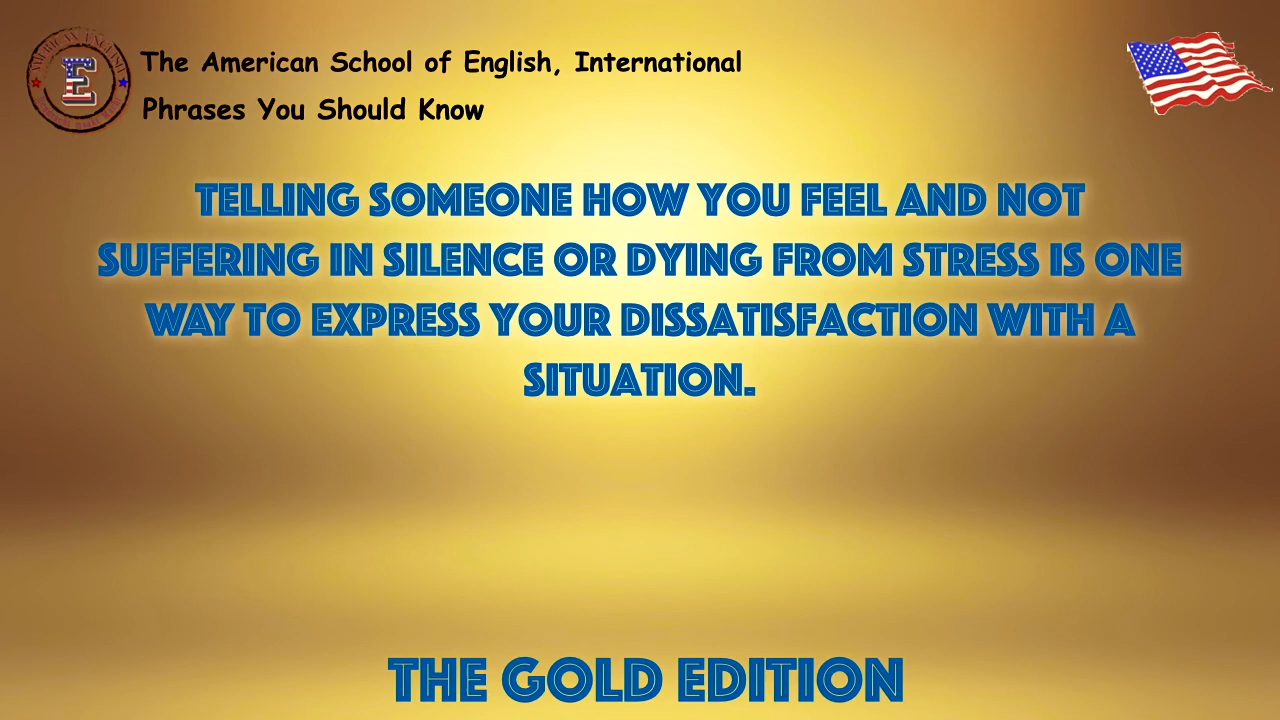 The American School of English, International
Phrases You Should Know
TELLING SOMEONE HOW YOU FEEL AND NOT
SUFFERING IN SILENCE OR DYING FROM STRESS IS ONE
WAY TO EXPRESS YOUR DISSATISFACTION WITH A
SITUATION.
THE GOLD EDITION